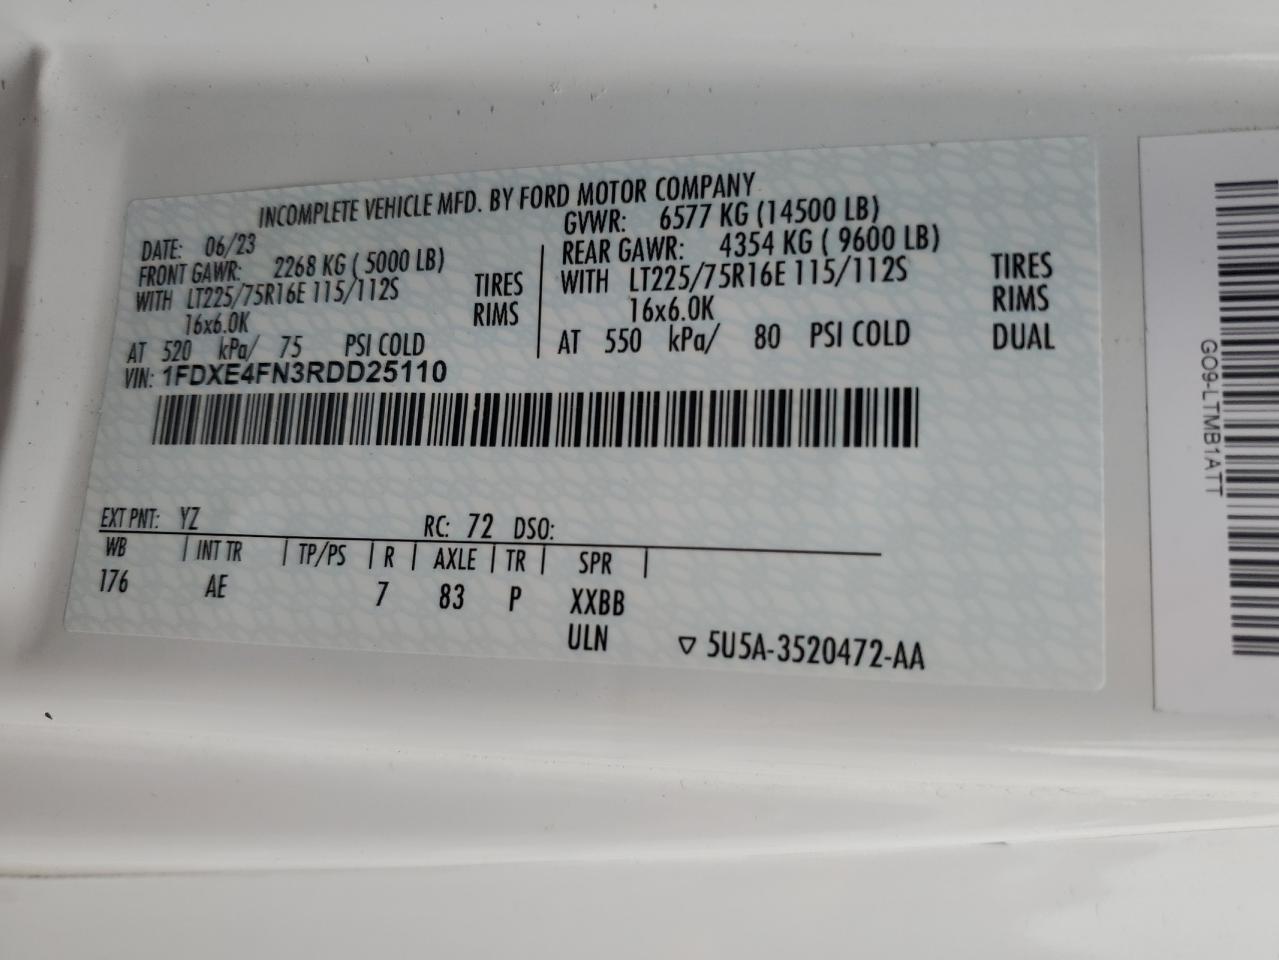 INCOMPLETE VEHICLE MFD. BY FORD MOTOR COMPANY
DATE: 06/23 GVWR: 6577 KG (14500 LB)
FRONT GAWR: 2268 KG ( 5000 LB) REAR GAWR: 4354 KG ( 9600 LB)
WITH LT225/75R16E 115/112S TIRES WITH LT225/75R16E 115/112S TIRES
16x6.0K RIMS 16x6.0K RIMS
AT 520 kPa/ 75 PSI COLD AT 550 kPa/ 80 PSI COLD DUAL
VIN: 1FDXE4FN3RDD25110
EXT PNT: YZ RC: 72 DSO:
WB INT TR TP/PS R AXLE TR SPR
176 AE 7 83 P XXBB
ULN 5U5A-3520472-AA
GO9-LTMB1ATT